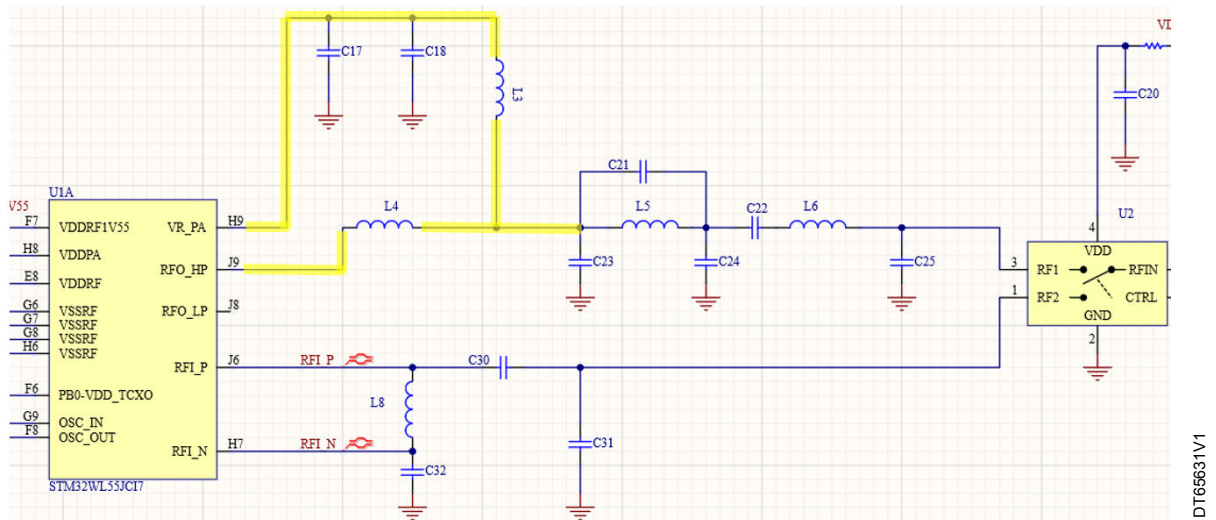 VD
C17
C18
L3
C20
C21
U1A
V55
F7
VDDRF1V55
VR_PA
H9
L4
L5
C22
L6
U2
4
VDD
H8
VDDPA
RFO_HP
J9
C23
C24
C25
3
RF1
RFIN
E8
VDDRF
1
RF2
CTRL
G6
VSSRF
RFO_LP
J8
GND
G7
VSSRF
G8
VSSRF
2
H6
VSSRF
RFI_P
J6
RFI_P
C30
F6
PB0-VDD_TCXO
L8
G9
OSC_IN
F8
OSC_OUT
RFI_N
H7
RFI_N
C31
C32
STM32WL55JCI7
DT65631V1